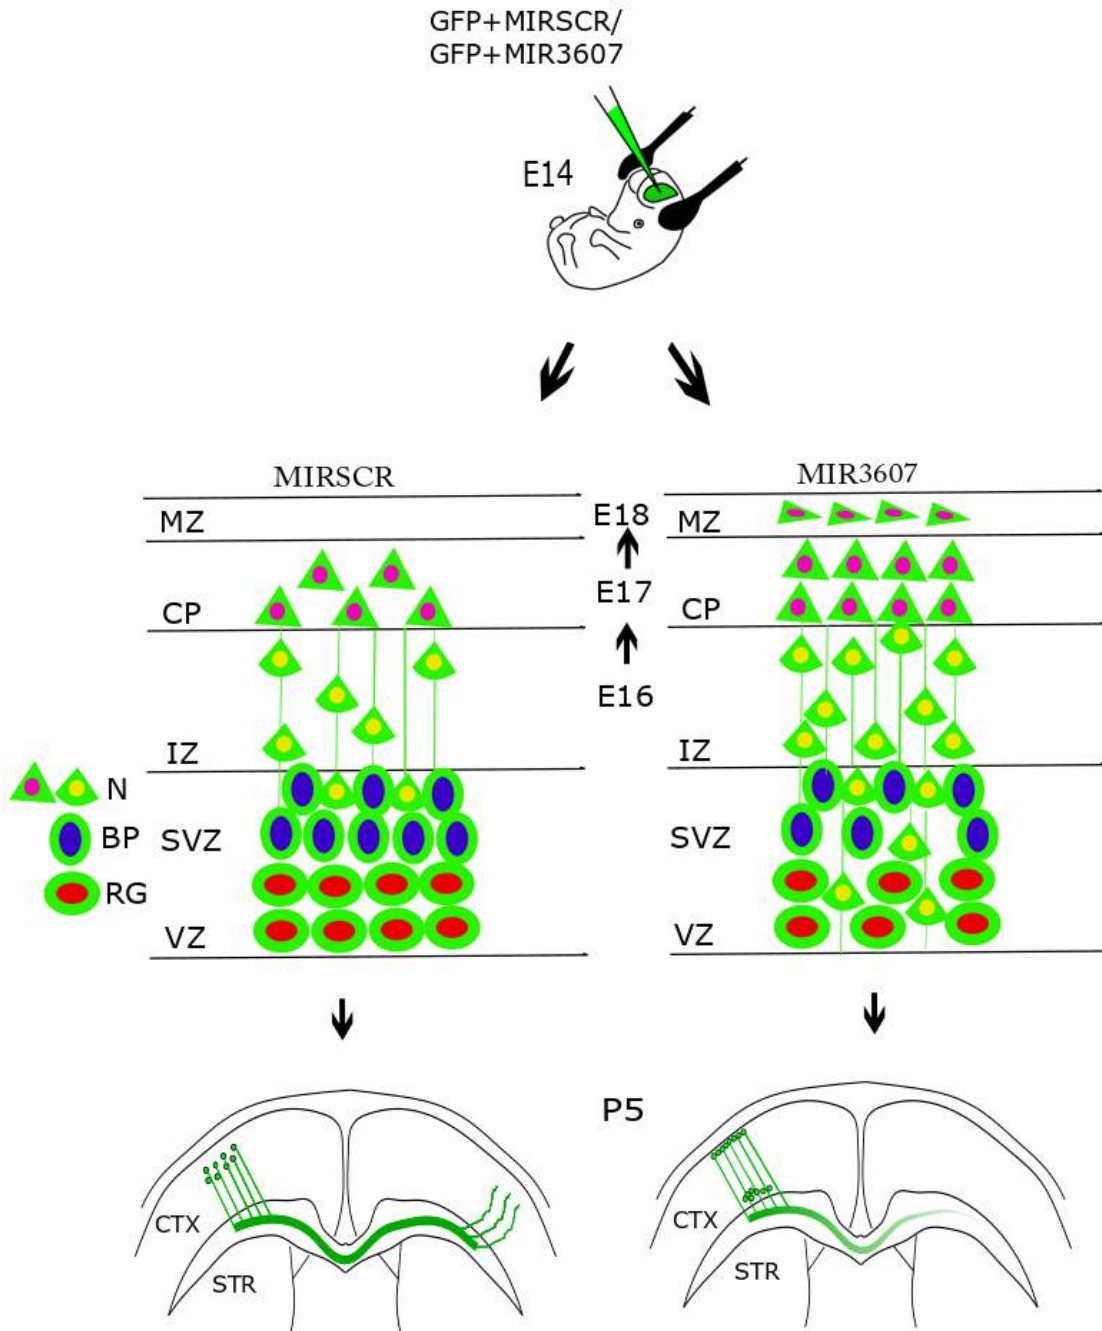 GFP+MIRSCR/
GFP+MIR3607
E14
MIRSCR
MIR3607
MZ
E18
MZ
CP
E17
CP
E16
IZ
IZ
N
BP
SVZ
SVZ
RG
VZ
VZ
P5
CTX
CTX
STR
STR